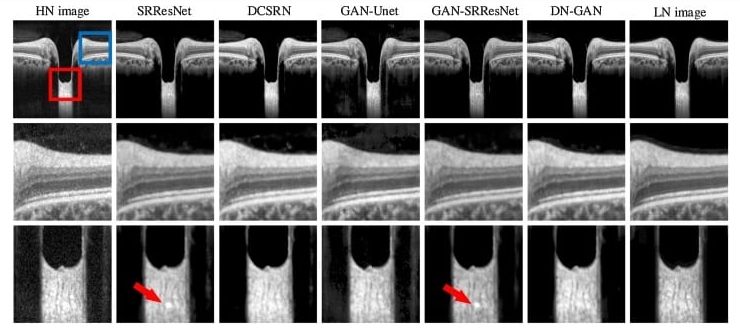 HN image SRResNet DCSRN GAN-Unet GAN-SRResNet DN-GAN LN image